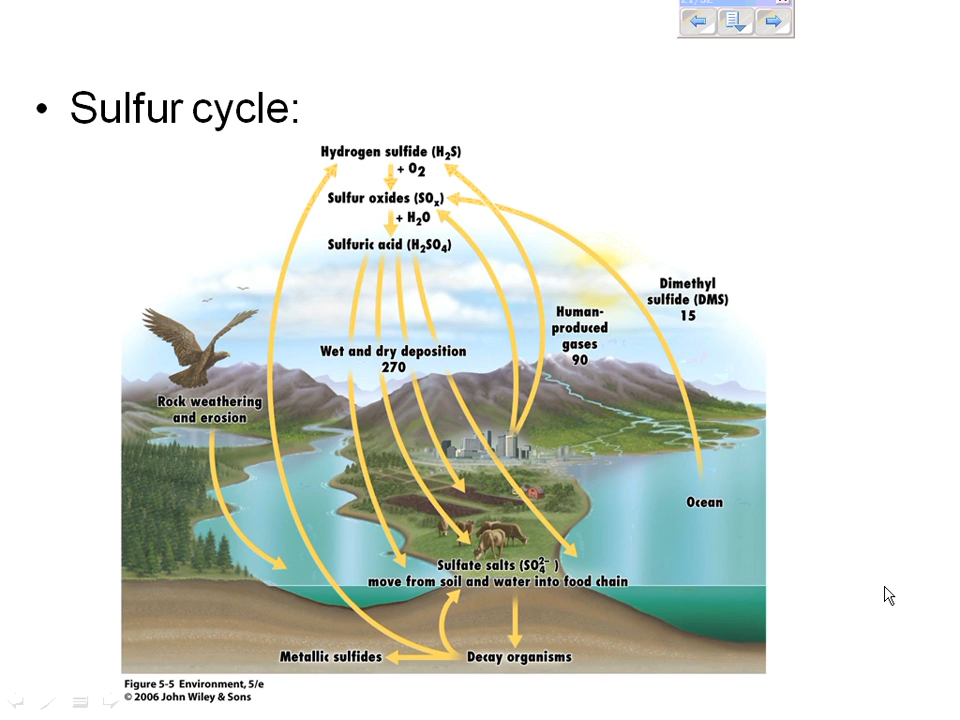 • Sulfur cycle:
Hydrogen sulfide (H₂S)
+ O₂
Sulfur oxides (SOₓ)
+ H₂O
Sulfuric acid (H₂SO₄)
Dimethyl
sulfide (DMS)
15
Human-
produced
gases
90
Wet and dry deposition
270
Rock weathering
and erosion
Ocean
Sulfate salts (SO₄²⁻ )
move from soil and water into food chain
Metallic sulfides
Decay organisms
Figure 5-5 Environment, 5/e
© 2006 John Wiley & Sons